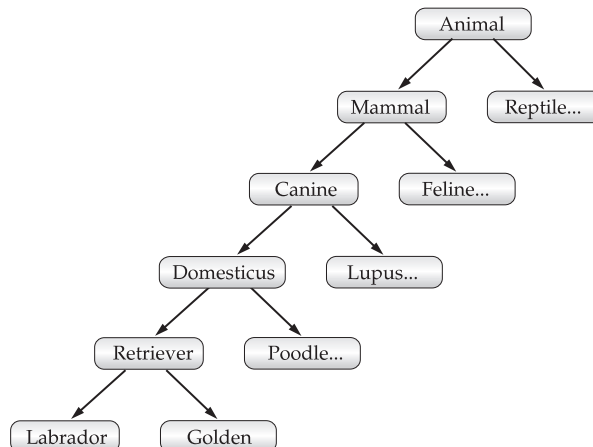 Animal
Mammal
Reptile...
Canine
Feline...
Domesticus
Lupus...
Retriever
Poodle...
Labrador
Golden